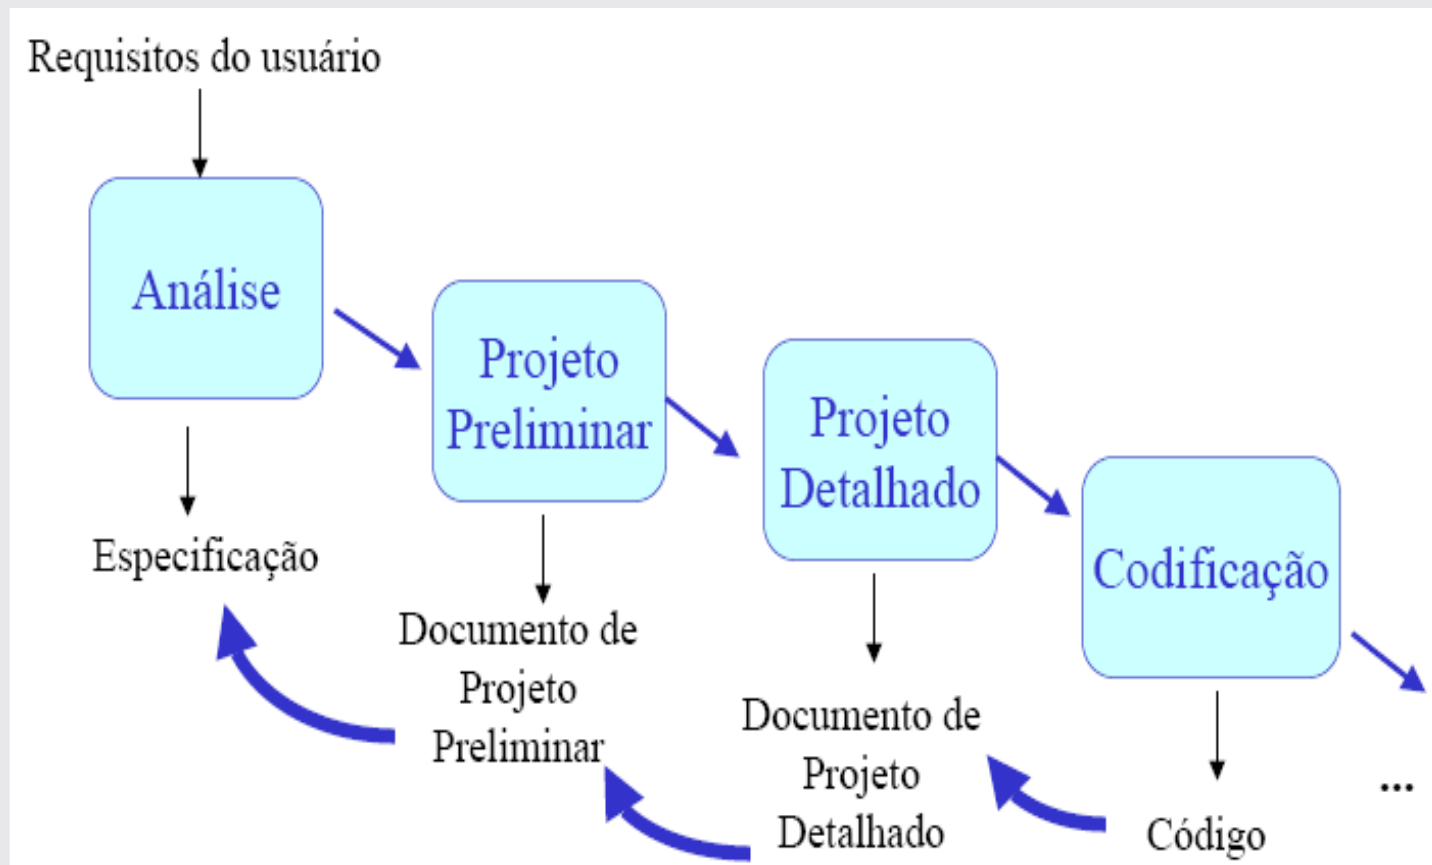 Requisitos do usuário
Análise
Projeto
Preliminar
Projeto
Detalhado
Codificação
Especificação
Documento de
Projeto
Preliminar
Documento de
Projeto
Detalhado
Código
...